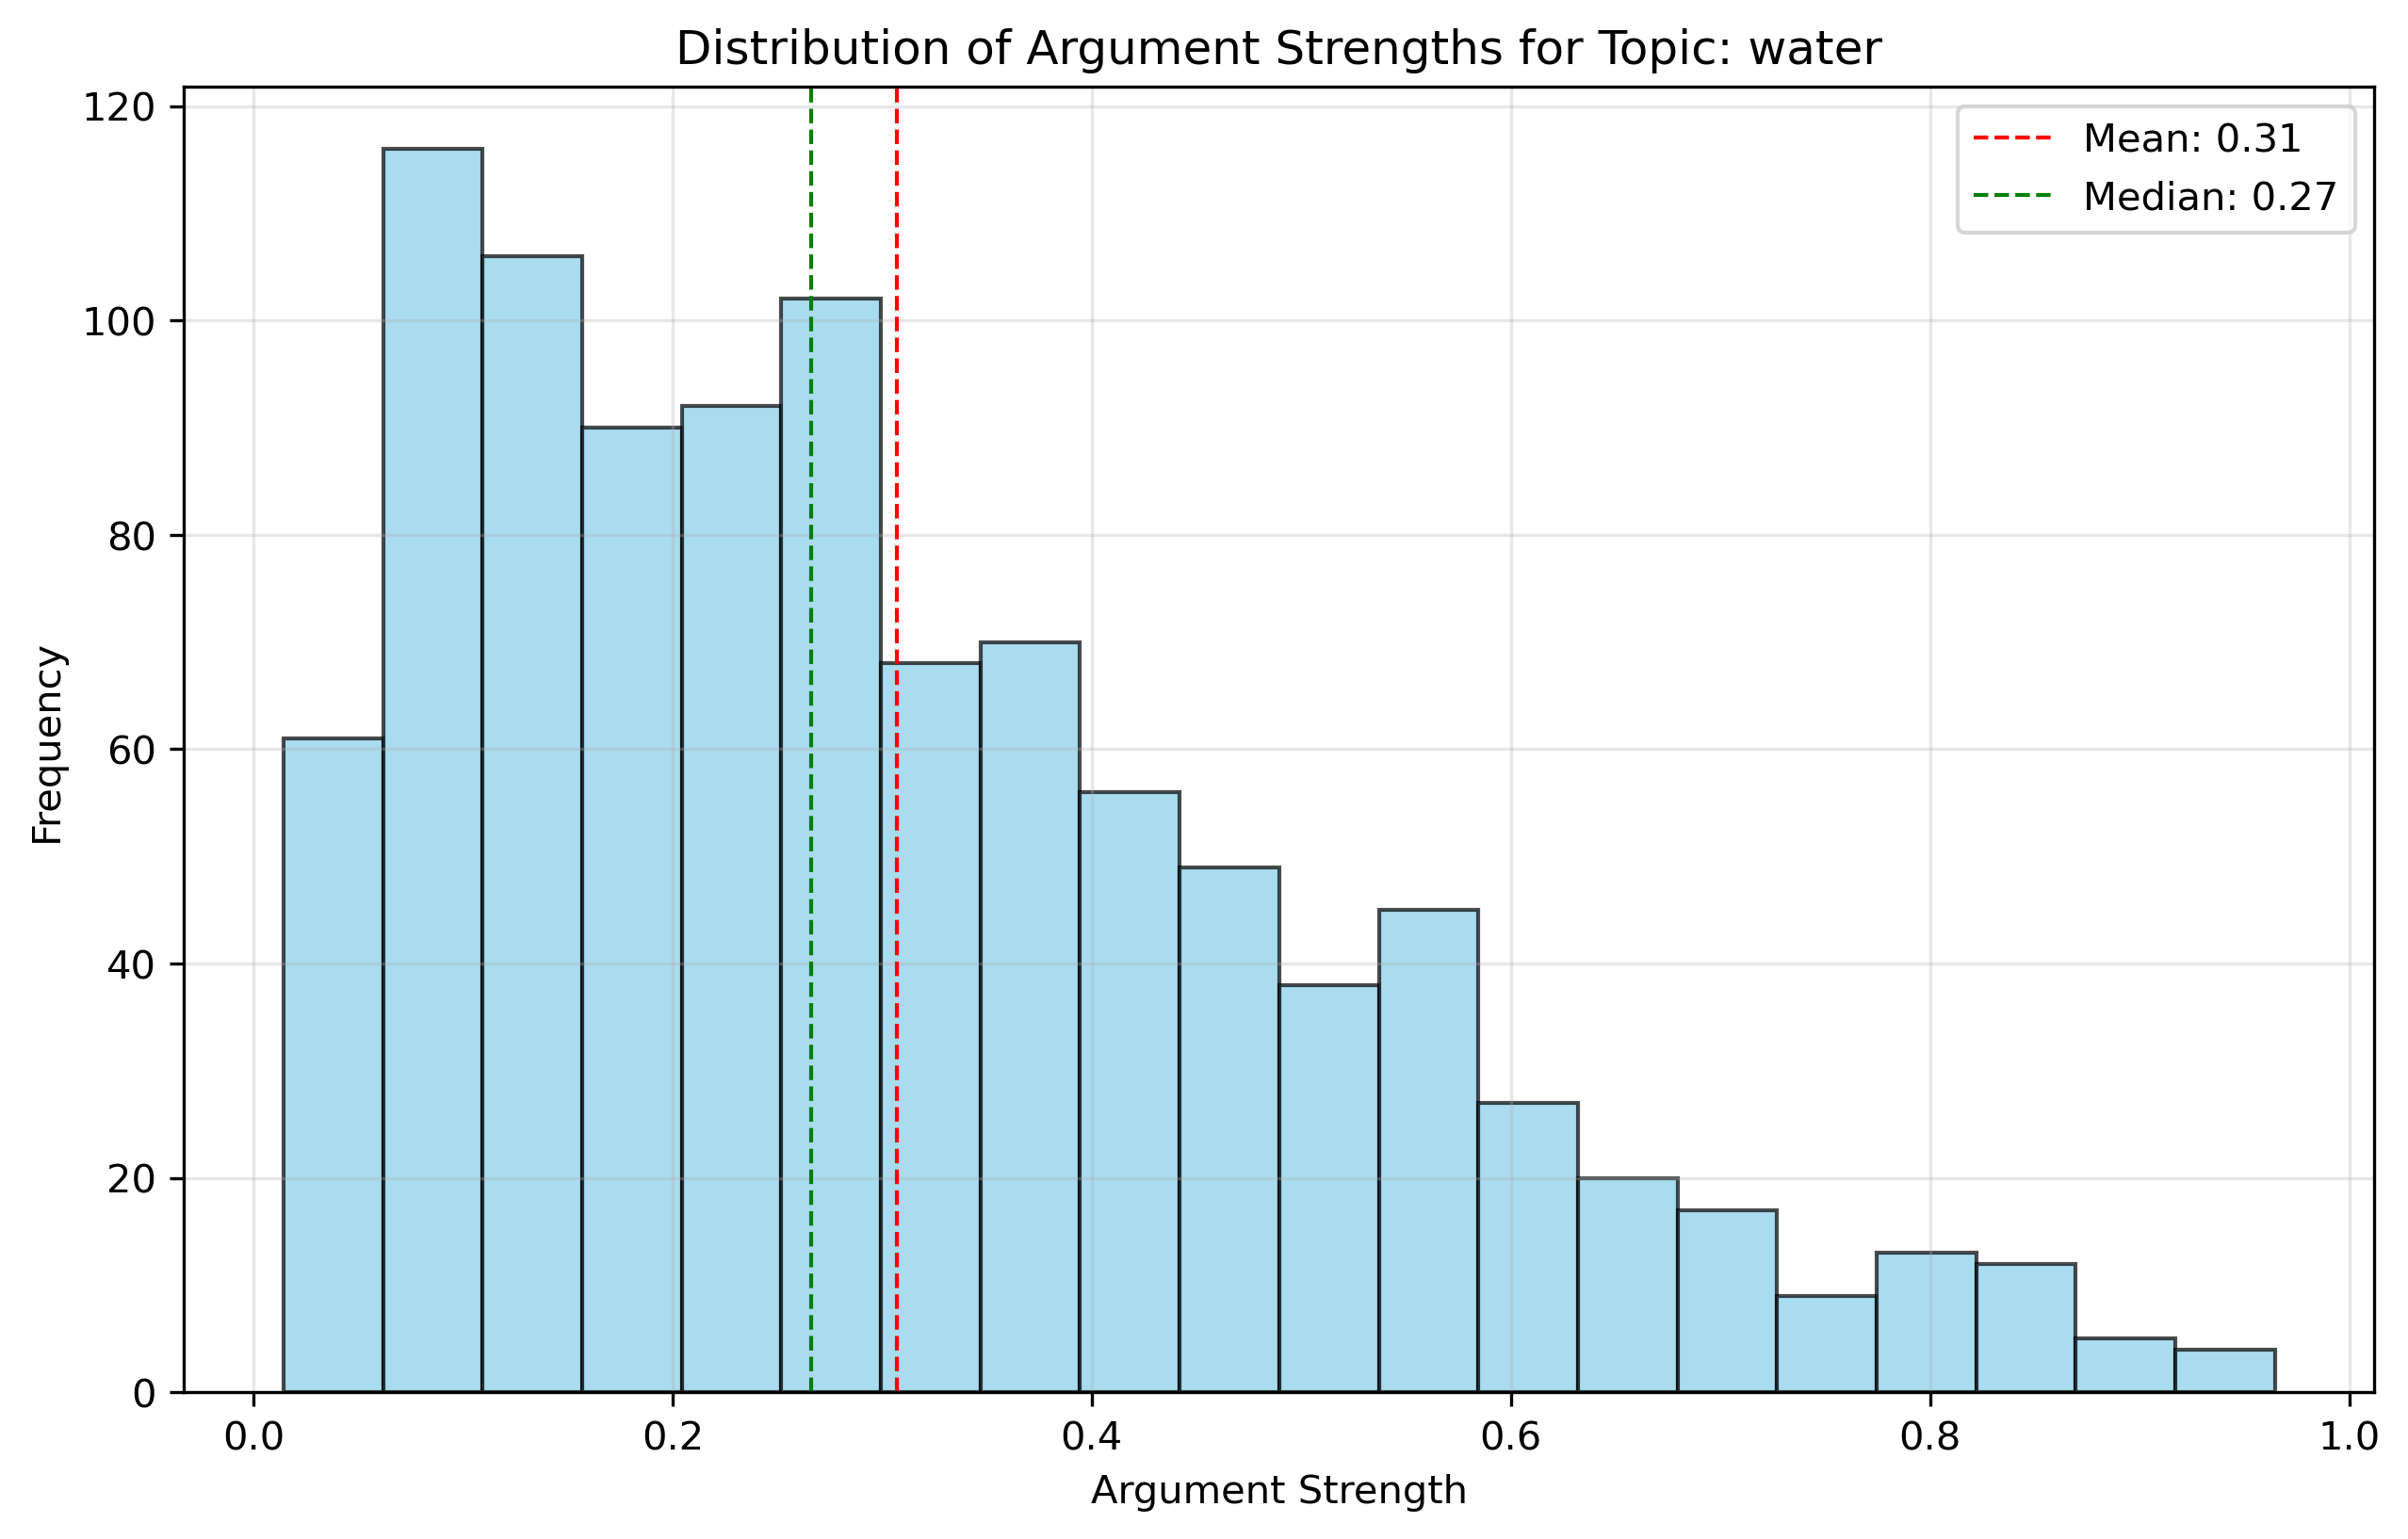 Distribution of Argument Strengths for Topic: water
Mean: 0.31
Median: 0.27
120
100
80
60
40
20
0
Frequency
0.0 0.2 0.4 0.6 0.8 1.0
Argument Strength